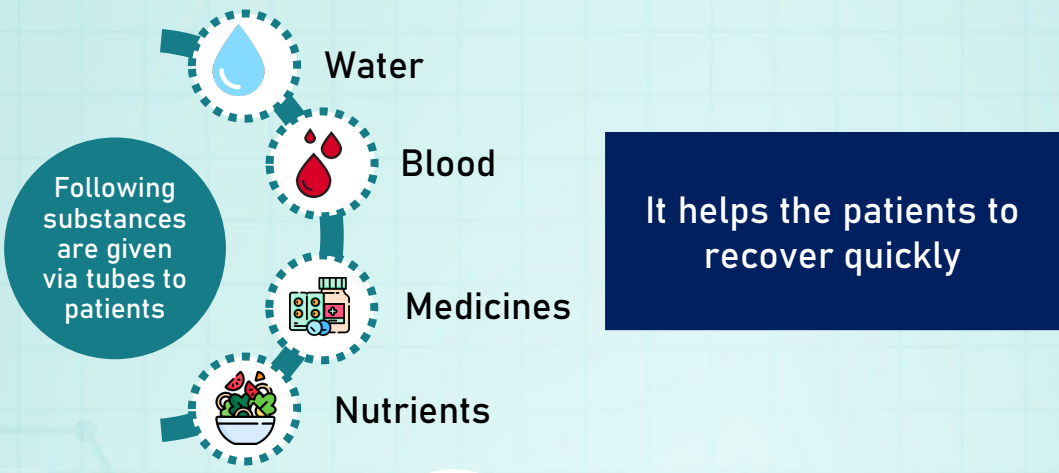 Following
substances
are given
via tubes to
patients
Water
Blood
Medicines
Nutrients
It helps the patients to
recover quickly